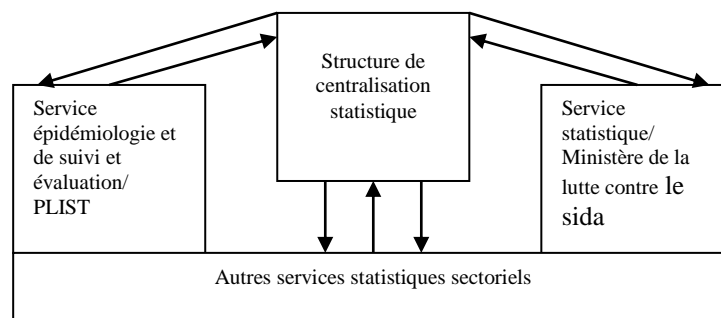 Structure de
centralisation
statistique
Service
épidémiologie et
de suivi et
évaluation/
PLIST
Service
statistique/
Ministère de la
lutte contre le
sida
Autres services statistiques sectoriels